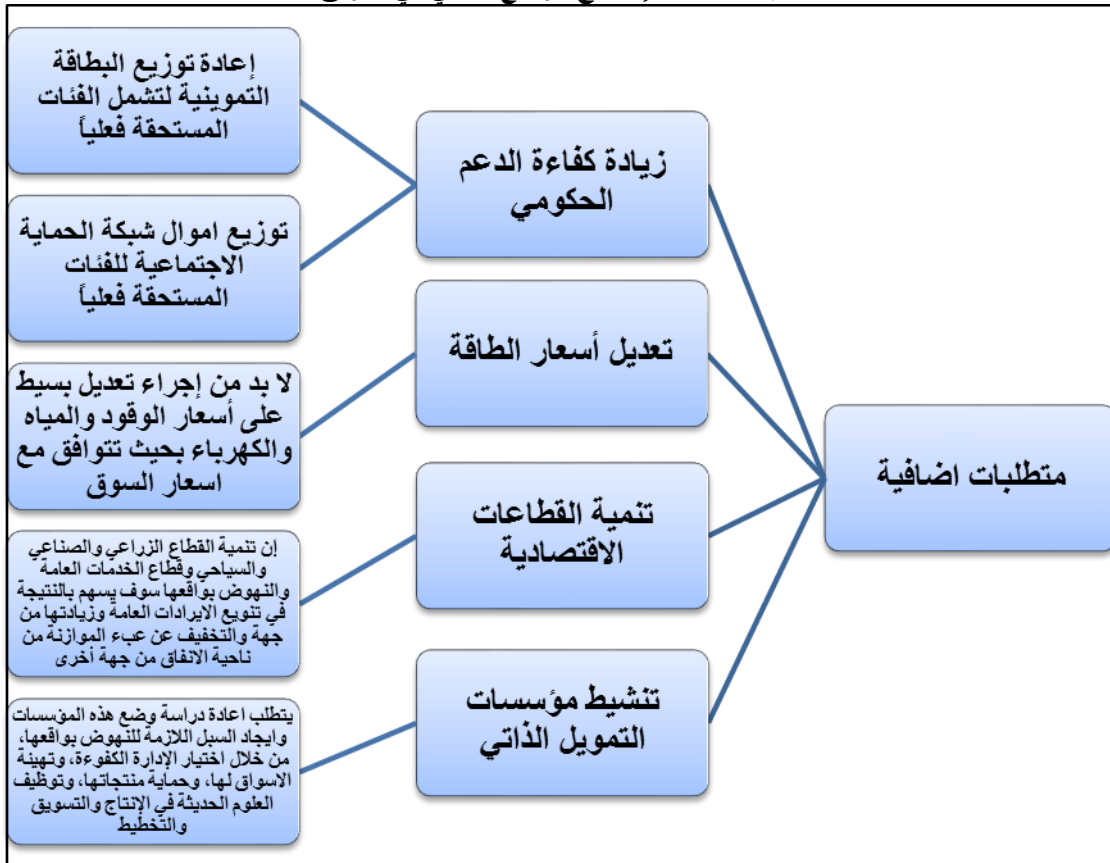 متطلبات اضافية
زيادة كفاءة الدعم
الحكومي
إعادة توزيع البطاقة
التموينية لتشمل الفئات
المستحقة فعلياً
توزيع اموال شبكة الحماية
الاجتماعية للفئات
المستحقة فعلياً
تعديل أسعار الطاقة
لا بد من إجراء تعديل بسيط
على أسعار الوقود والمياه
والكهرباء بحيث تتوافق مع
اسعار السوق
تنمية القطاعات
الاقتصادية
إن تنمية القطاع الزراعي والصناعي
والسياحي وقطاع الخدمات العامة
والنهوض بواقعها سوف يسهم بالنتيجة
في تنويع الايرادات العامة وزيادتها من
جهة والتخفيف عن عبء الموازنة من
ناحية الانفاق من جهة أخرى
تنشيط مؤسسات
التمويل الذاتي
يتطلب اعادة دراسة وضع هذه المؤسسات
وايجاد السبل اللازمة للنهوض بواقعها،
من خلال اختيار الإدارة الكفوءة، وتهيئة
الاسواق لها، وحماية منتجاتها، وتوظيف
العلوم الحديثة في الإنتاج والتسويق
والتخطيط